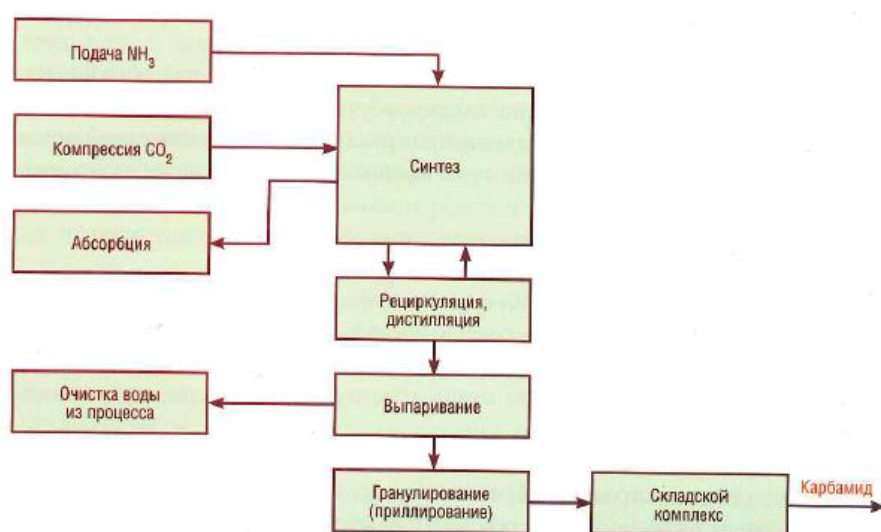 Подача NH₃
Компрессия CO₂
Синтез
Абсорбция
Рециркуляция,
дистилляция
Очистка воды
из процесса
Выпаривание
Гранулирование
(приллирование)
Складской
комплекс
Карбамид